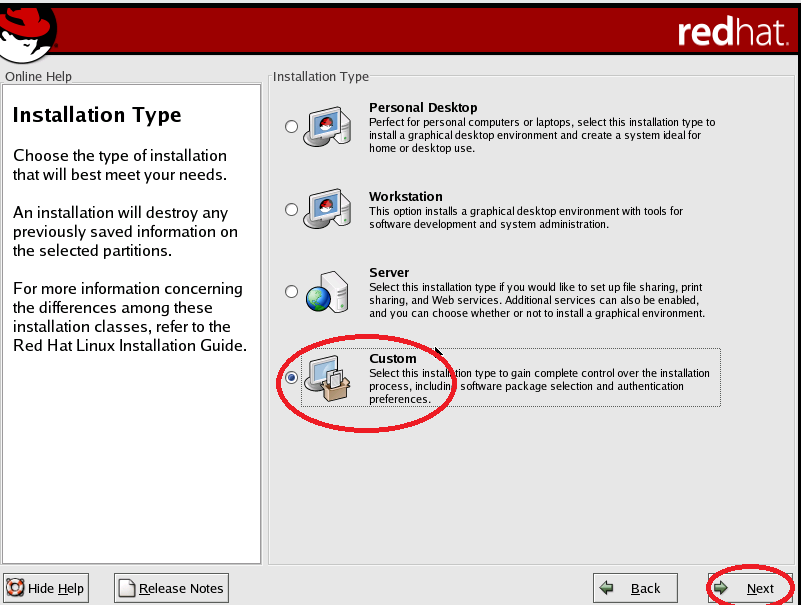 redhat.
Online Help
Installation Type
Choose the type of installation
that will best meet your needs.
An installation will destroy any
previously saved information on
the selected partitions.
For more information concerning
the differences among these
installation classes, refer to the
Red Hat Linux Installation Guide.
Installation Type
Personal Desktop
Perfect for personal computers or laptops, select this installation type to
install a graphical desktop environment and create a system ideal for
home or desktop use.
Workstation
This option installs a graphical desktop environment with tools for
software development and system administration.
Server
Select this installation type if you would like to set up file sharing, print
sharing, and Web services. Additional services can also be enabled,
and you can choose whether or not to install a graphical environment.
Custom
Select this installation type to gain complete control over the installation
process, including software package selection and authentication
preferences.
Hide Help
Release Notes
Back
Next